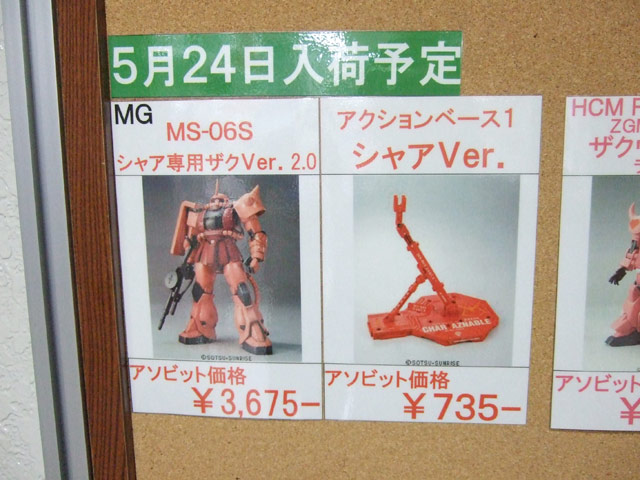 5月24日入荷予定
MG
MS-06S
シャア専用ザクVer. 2.0
©SOTSU・SUNRISE
アソビット価格
¥3,675-
アクションベース1
シャアVer.
CHAR AZNABLE
©SOTSU・SUNRISE
アソビット価格
¥735-
HCM
ZGM
ザク
アソビット価
¥